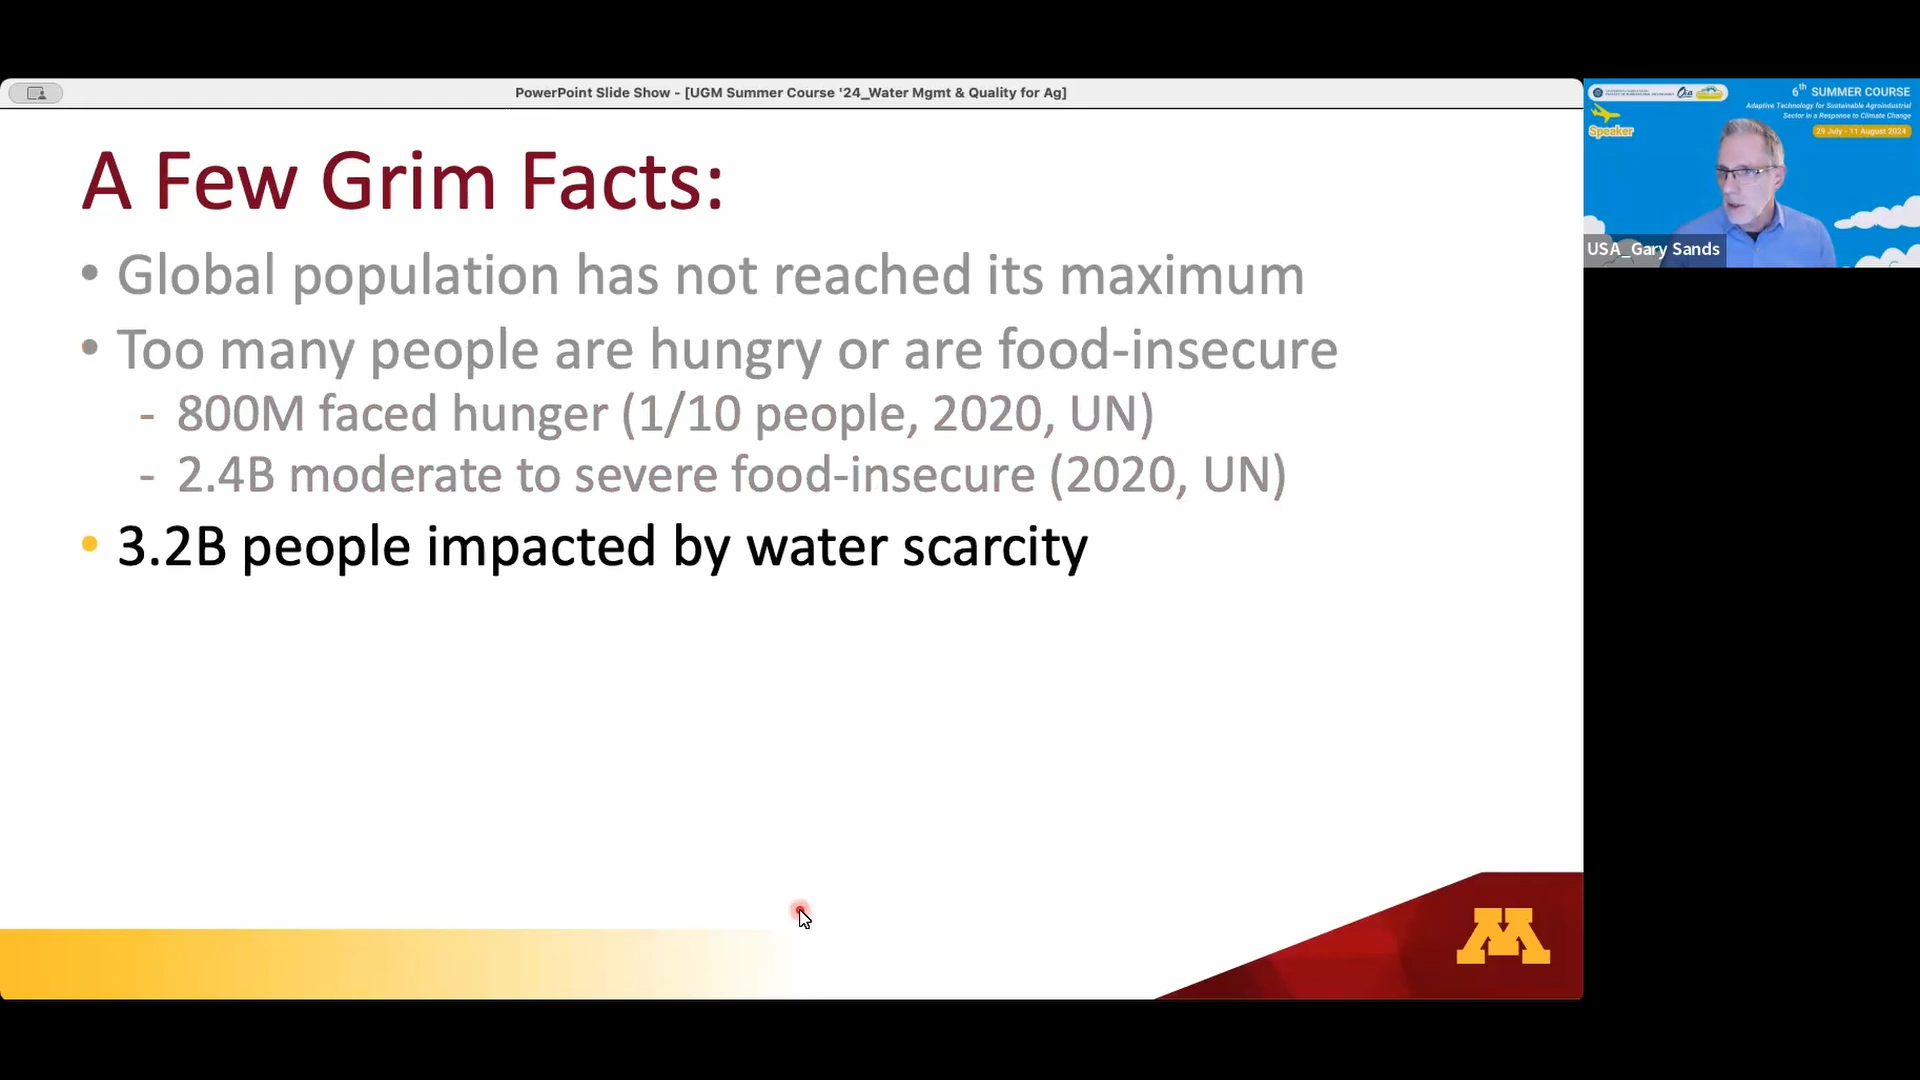 PowerPoint Slide Show - [UGM Summer Course '24_Water Mgmt & Quality for Ag]
A Few Grim Facts:
• Global population has not reached its maximum
• Too many people are hungry or are food-insecure
- 800M faced hunger (1/10 people, 2020, UN)
- 2.4B moderate to severe food-insecure (2020, UN)
• 3.2B people impacted by water scarcity
M
6th SUMMER COURSE
Adaptive Technology for Sustainable Agroindustrial
Sector in a Response to Climate Change
29 July - 11 August 2024
Oia
Speaker
USA_Gary Sands